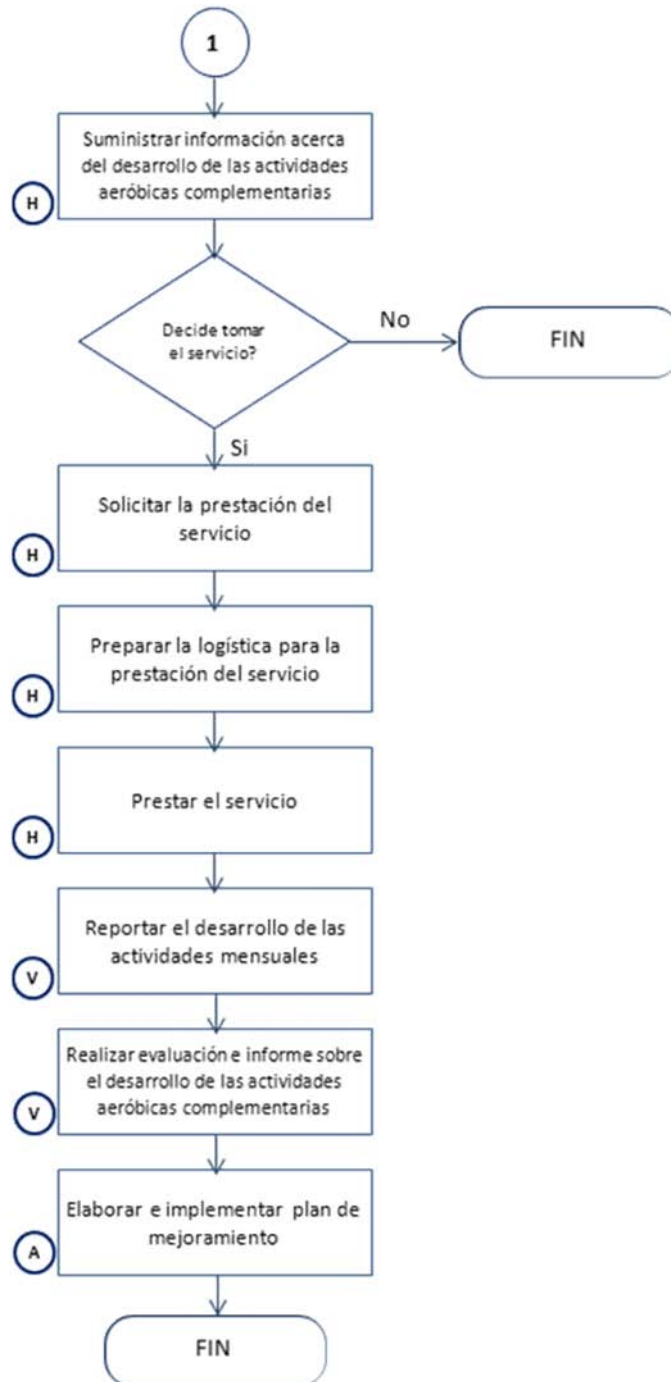 1
Suministrar información acerca
del desarrollo de las actividades
aeróbicas complementarias
H
Decide tomar
el servicio?
No
FIN
Si
Solicitar la prestación del
servicio
H
Preparar la logística para la
prestación del servicio
H
Prestar el servicio
H
Reportar el desarrollo de las
actividades mensuales
V
Realizar evaluación e informe sobre
el desarrollo de las actividades
aeróbicas complementarias
V
Elaborar e implementar plan de
mejoramiento
A
FIN